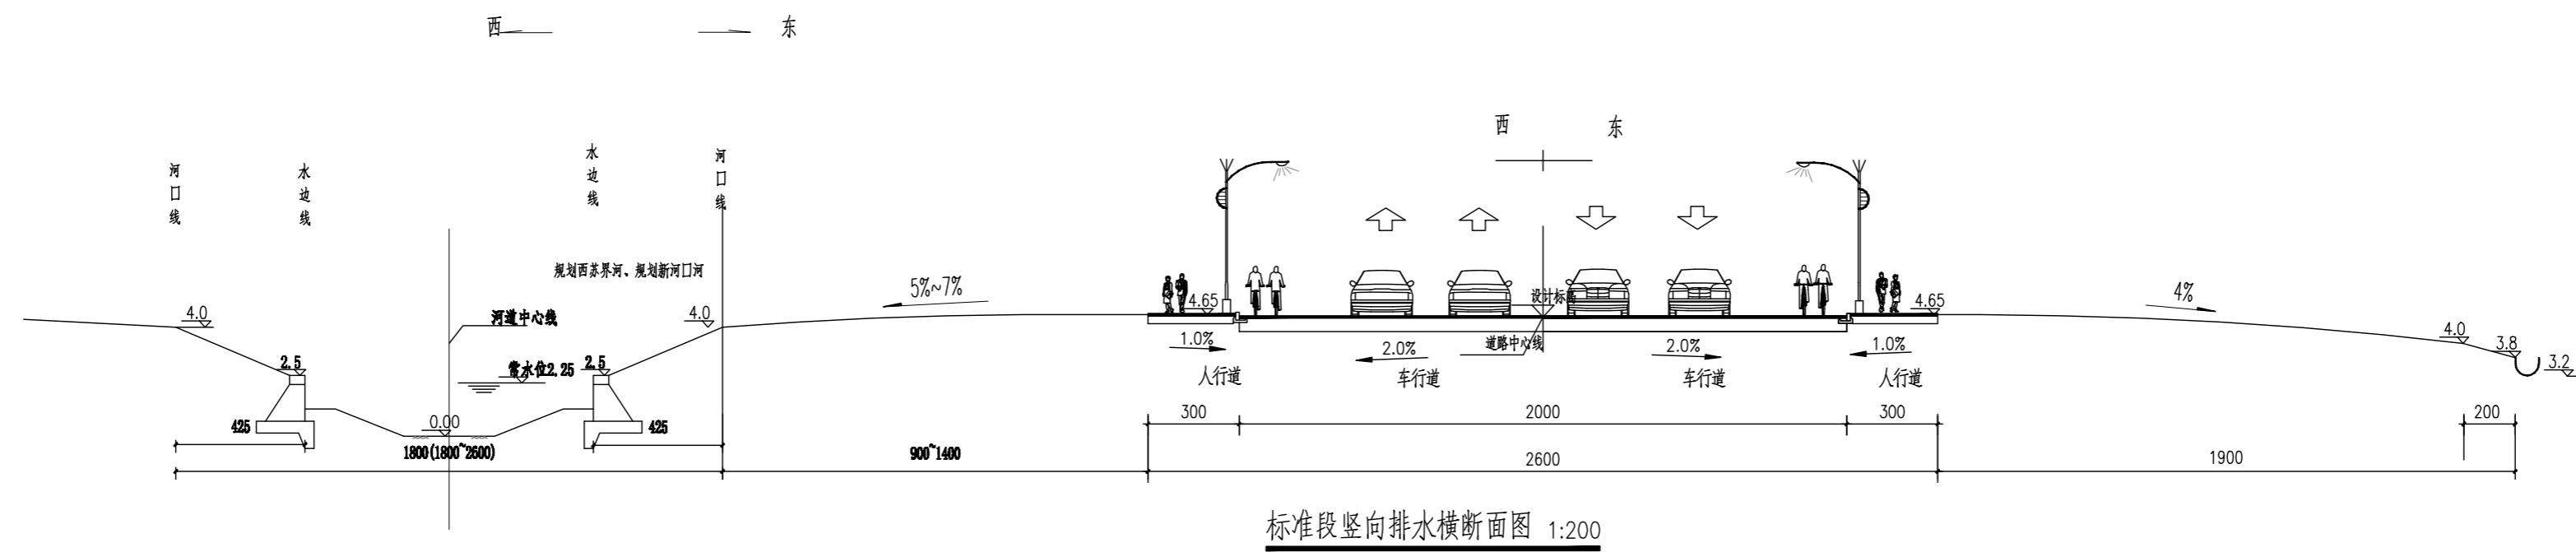 西 东
西 东
河口线
水边线
水边线
河口线
规划西苏界河、规划新河口河
5%~7%
4%
4.0
河道中心线
4.0
4.65
设计标高
4.65
4.0
3.8
3.2
2.5
常水位2.25
2.5
1.0%
2.0%
道路中心线
2.0%
1.0%
人行道
车行道
车行道
人行道
425
0.00
425
300
2000
300
200
1800(1800~2600)
900~1400
2600
1900
标准段竖向排水横断面图 1:200